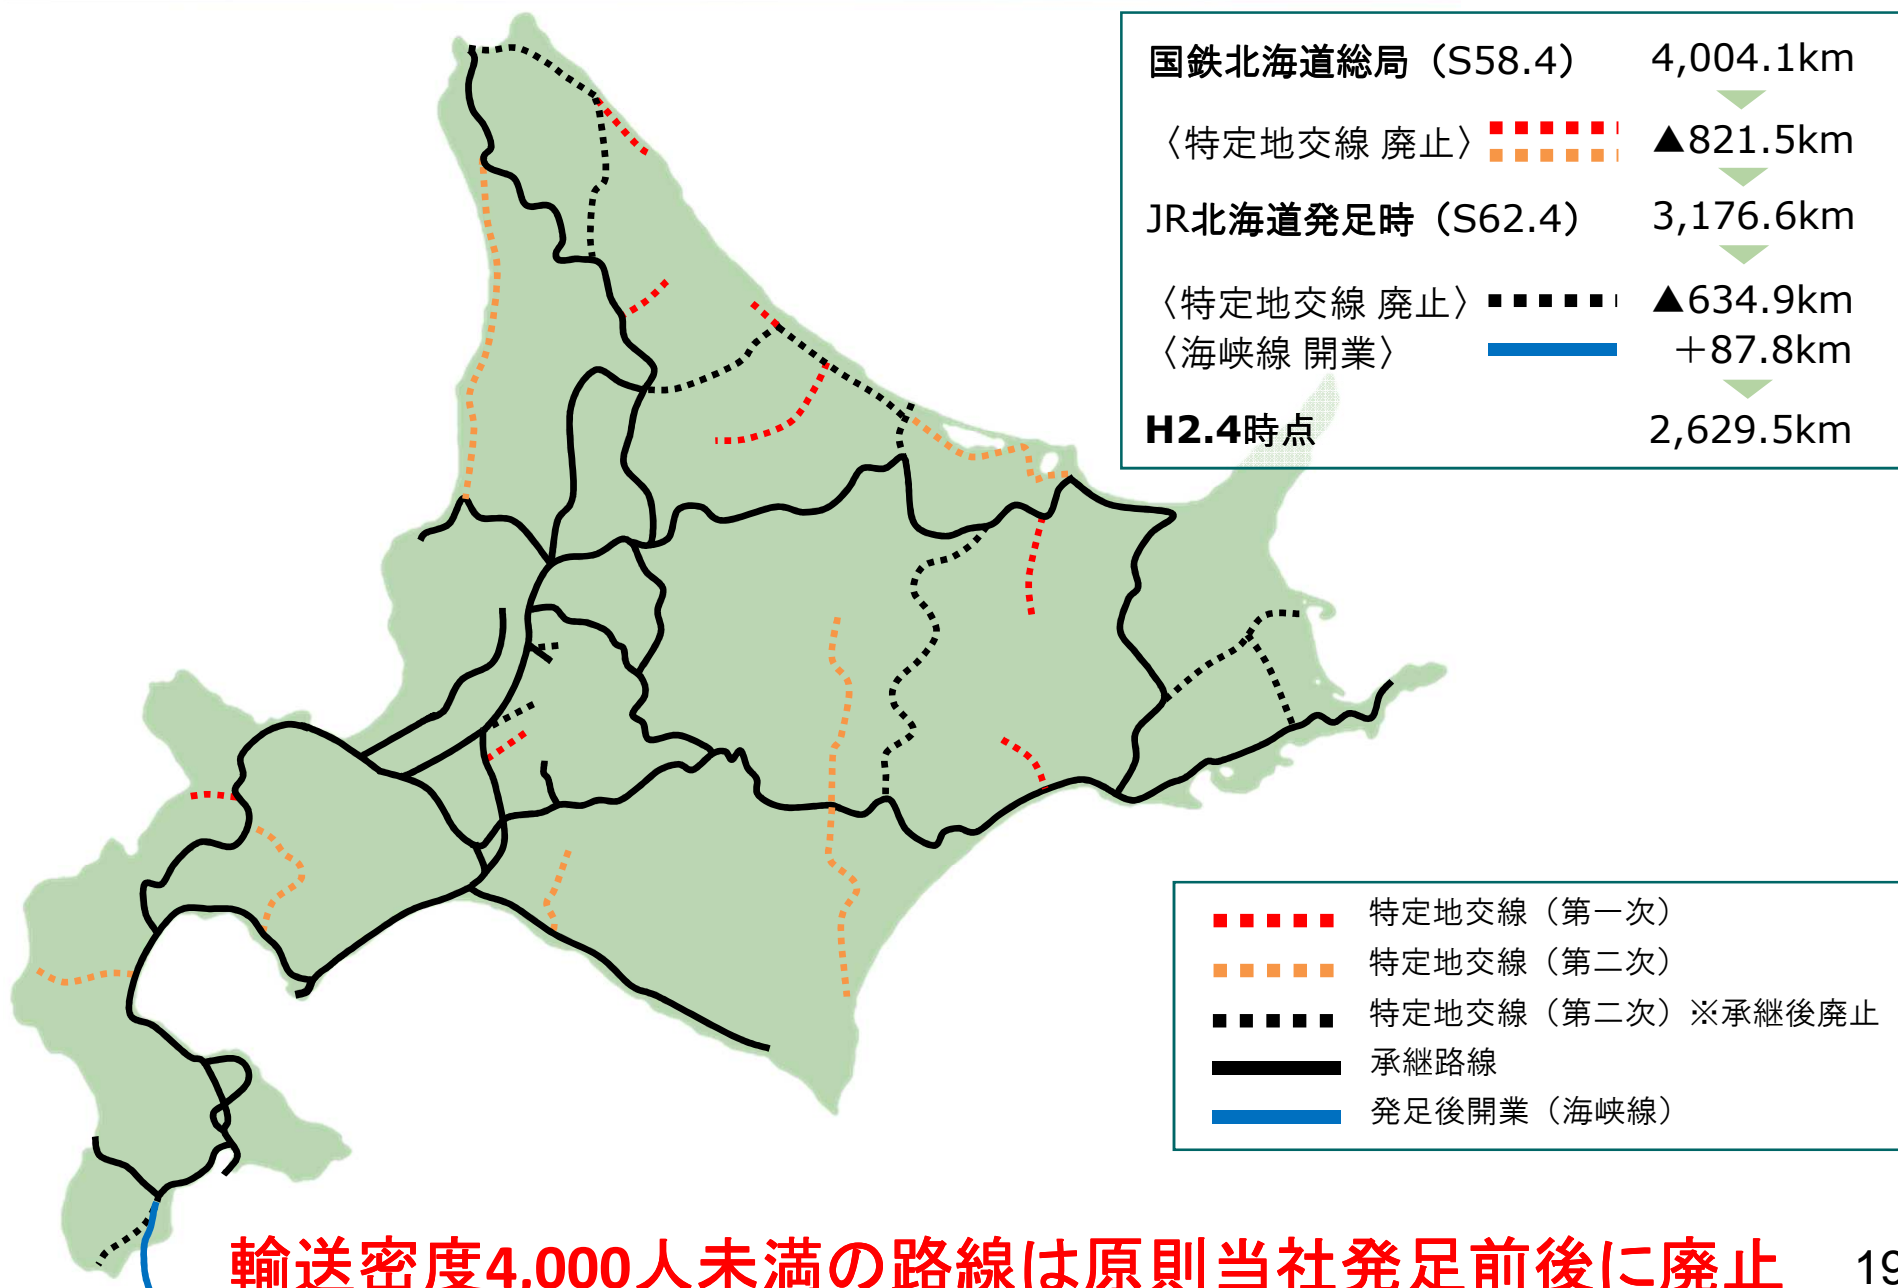 国鉄北海道総局（S58.4） 4,004.1km
〈特定地交線 廃止〉 ▲821.5km
JR北海道発足時（S62.4） 3,176.6km
〈特定地交線 廃止〉 ▲634.9km
〈海峡線 開業〉 ＋87.8km
H2.4時点 2,629.5km
特定地交線（第一次）
特定地交線（第二次）
特定地交線（第二次）※承継後廃止
承継路線
発足後開業（海峡線）
輸送密度4,000人未満の路線は原則当社発足前後に廃止
19